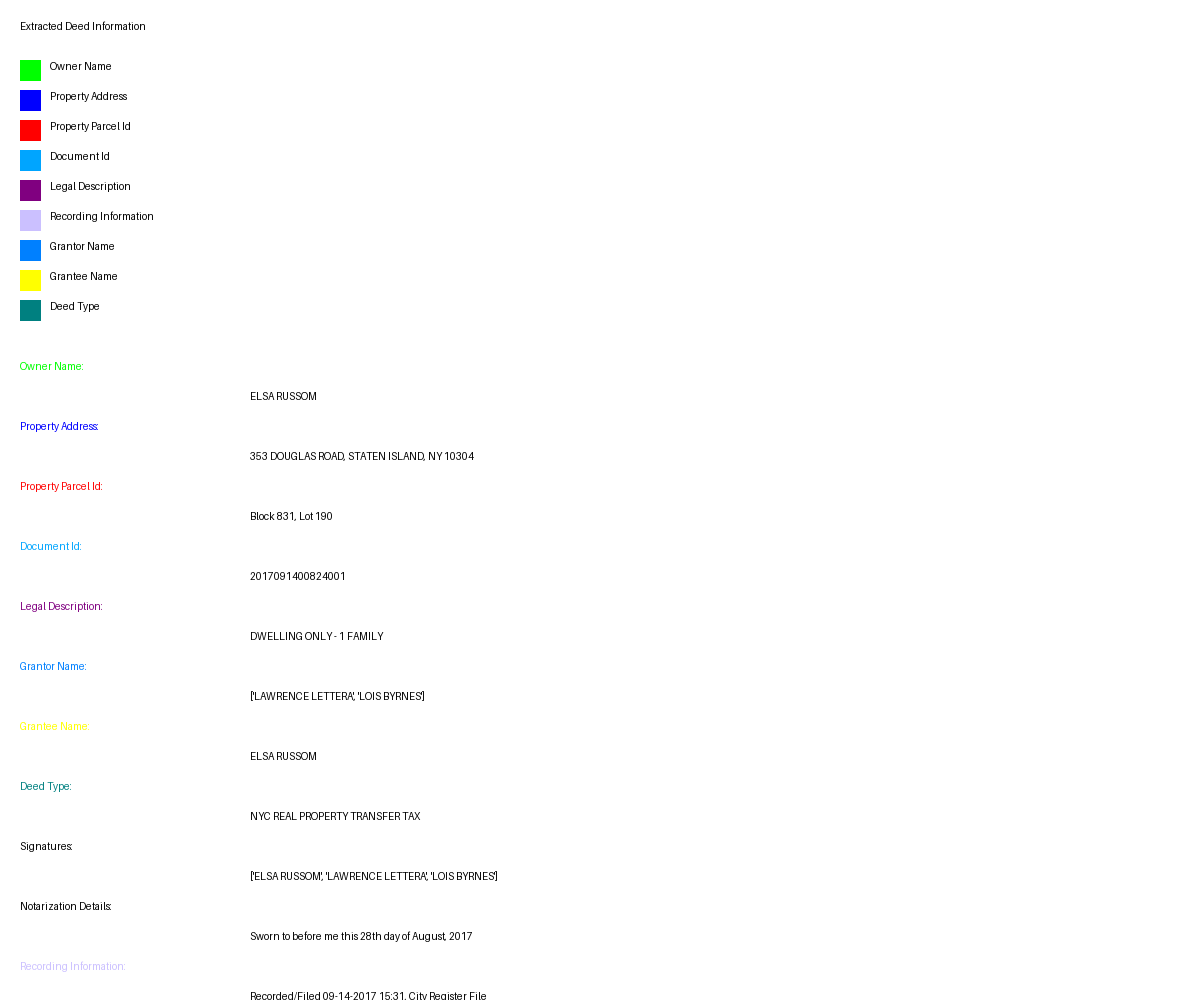 Extracted Deed Information
Owner Name
Property Address
Property Parcel Id
Document Id
Legal Description
Recording Information
Grantor Name
Grantee Name
Deed Type
Owner Name:
ELSA RUSSOM
Property Address:
353 DOUGLAS ROAD, STATEN ISLAND, NY 10304
Property Parcel Id:
Block 831, Lot 190
Document Id:
2017091400824001
Legal Description:
DWELLING ONLY - 1 FAMILY
Grantor Name:
['LAWRENCE LETTERA', 'LOIS BYRNES']
Grantee Name:
ELSA RUSSOM
Deed Type:
NYC REAL PROPERTY TRANSFER TAX
Signatures:
['ELSA RUSSOM', 'LAWRENCE LETTERA', 'LOIS BYRNES']
Notarization Details:
Sworn to before me this 28th day of August, 2017
Recording Information:
Recorded/Filed 09-14-2017 15:31, City Register File